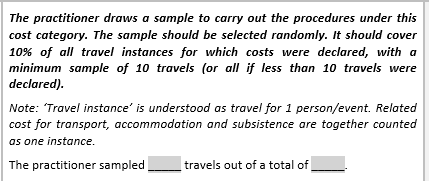 The practitioner draws a sample to carry out the procedures under this
cost category. The sample should be selected randomly. It should cover
10% of all travel instances for which costs were declared, with a
minimum sample of 10 travels (or all if less than 10 travels were
declared).
Note: ‘Travel instance’ is understood as travel for 1 person/event. Related
cost for transport, accommodation and subsistence are together counted
as one instance.
The practitioner sampled _____ travels out of a total of _____.